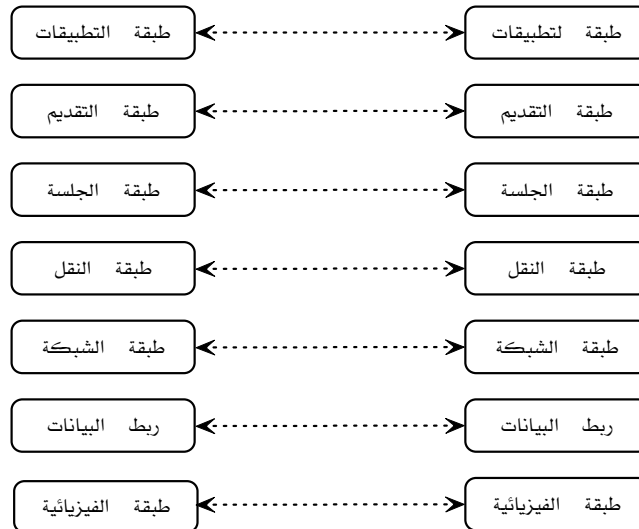 طبقة التطبيقات
طبقة لتطبيقات
طبقة التقديم
طبقة التقديم
طبقة الجلسة
طبقة الجلسة
طبقة النقل
طبقة النقل
طبقة الشبكة
طبقة الشبكة
ربط البيانات
ربط البيانات
طبقة الفيزيائية
طبقة الفيزيائية